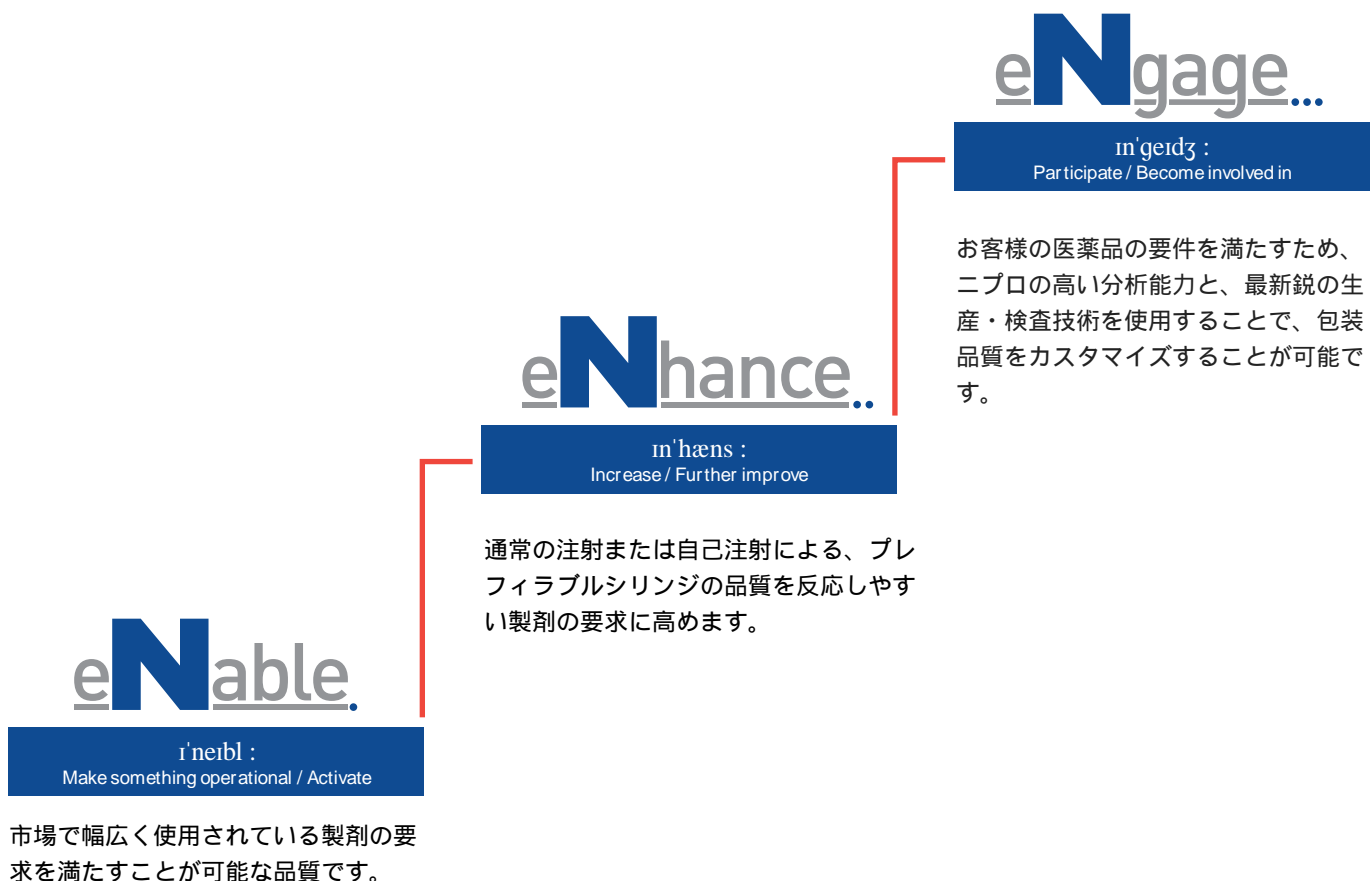 eNgage...
ɪnˈɡeɪdʒ :
Participate / Become involved in
お客様の医薬品の要件を満たすため、
ニプロの高い分析能力と、最新鋭の生
産・検査技術を使用することで、包装
品質をカスタマイズすることが可能で
す。
eNhance..
ɪnˈhæns :
Increase / Further improve
通常の注射または自己注射による、プレ
フィラブルシリンジの品質を反応しやす
い製剤の要求に高めます。
eNable.
ɪˈneɪbl :
Make something operational / Activate
市場で幅広く使用されている製剤の要
求を満たすことが可能な品質です。